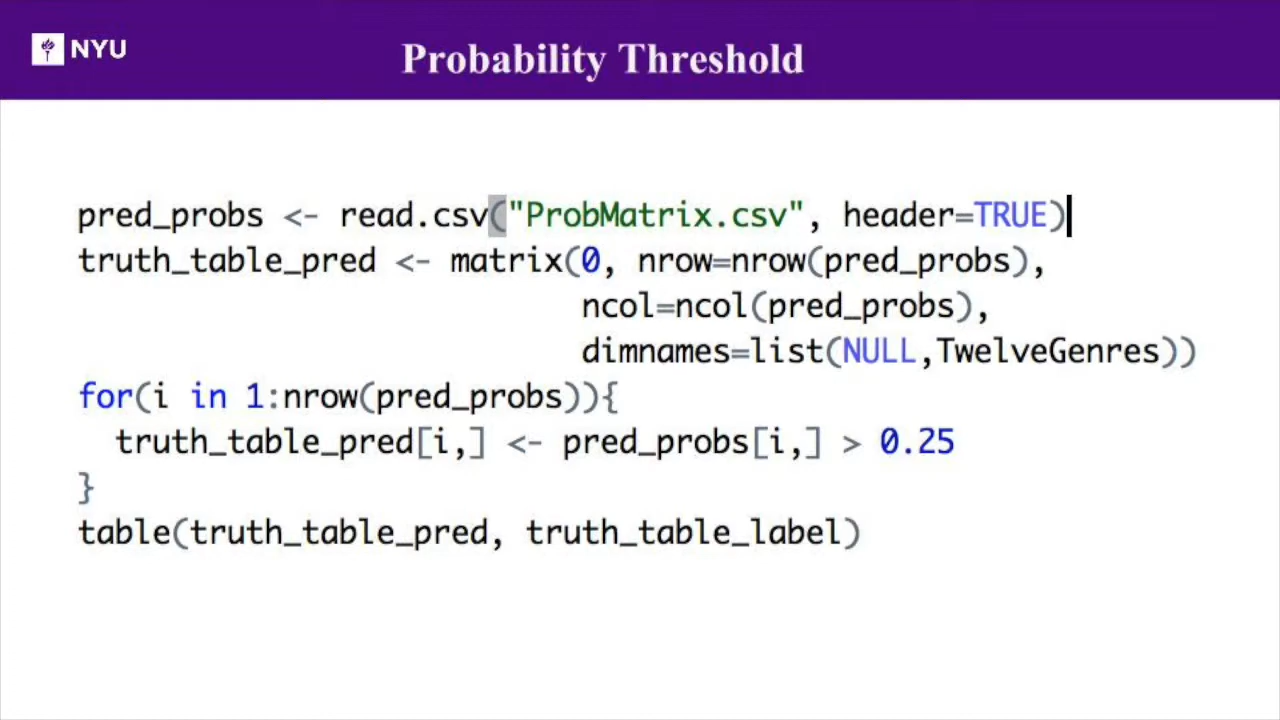 NYU
Probability Threshold
pred_probs <- read.csv("ProbMatrix.csv", header=TRUE)
truth_table_pred <- matrix(0, nrow=nrow(pred_probs),
ncol=ncol(pred_probs),
dimnames=list(NULL,TwelveGenres))
for(i in 1:nrow(pred_probs)){
truth_table_pred[i,] <- pred_probs[i,] > 0.25
}
table(truth_table_pred, truth_table_label)